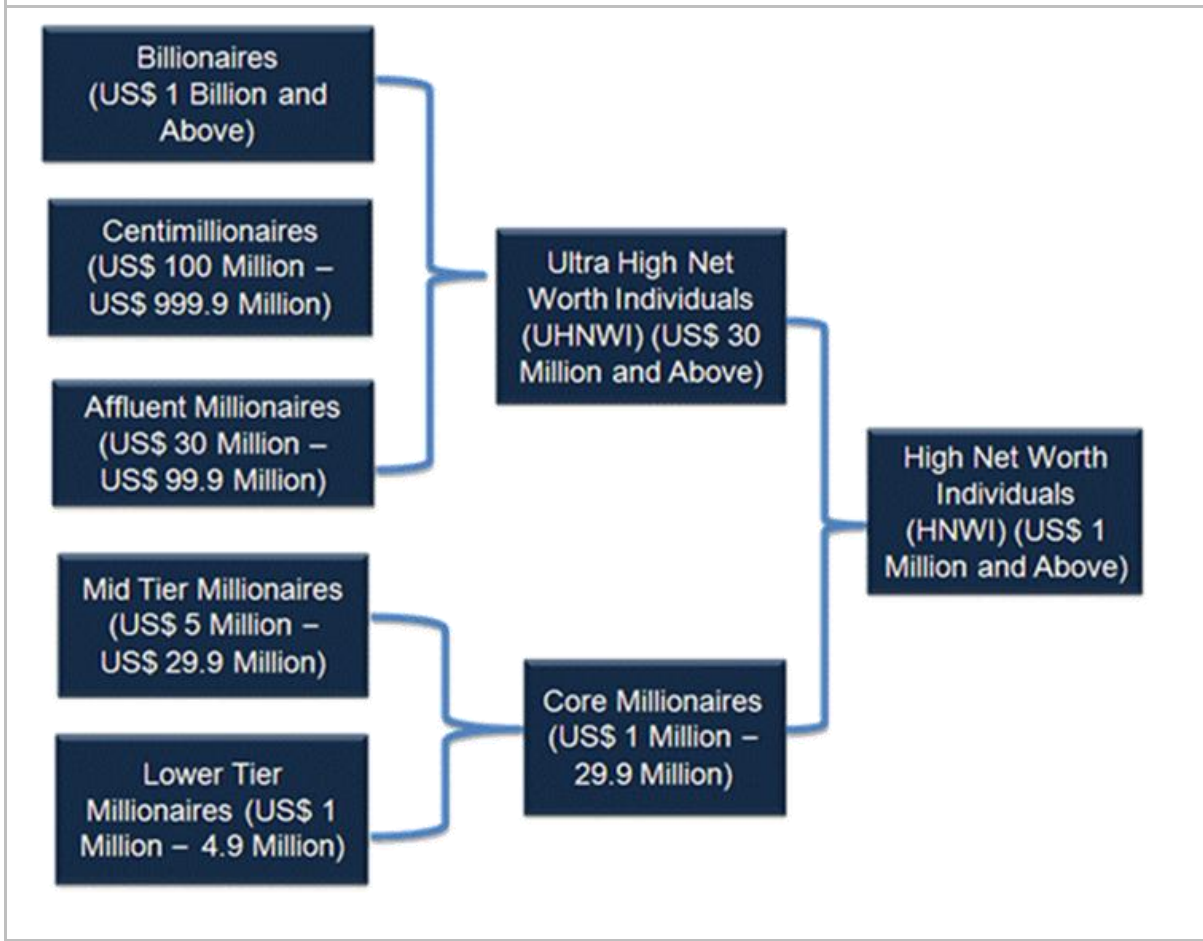 Billionaires
(US$ 1 Billion and
Above)
Centimillionaires
(US$ 100 Million –
US$ 999.9 Million)
Affluent Millionaires
(US$ 30 Million –
US$ 99.9 Million)
Mid Tier Millionaires
(US$ 5 Million –
US$ 29.9 Million)
Lower Tier
Millionaires (US$ 1
Million – 4.9 Million)
Ultra High Net
Worth Individuals
(UHNWI) (US$ 30
Million and Above)
Core Millionaires
(US$ 1 Million –
29.9 Million)
High Net Worth
Individuals
(HNWI) (US$ 1
Million and Above)